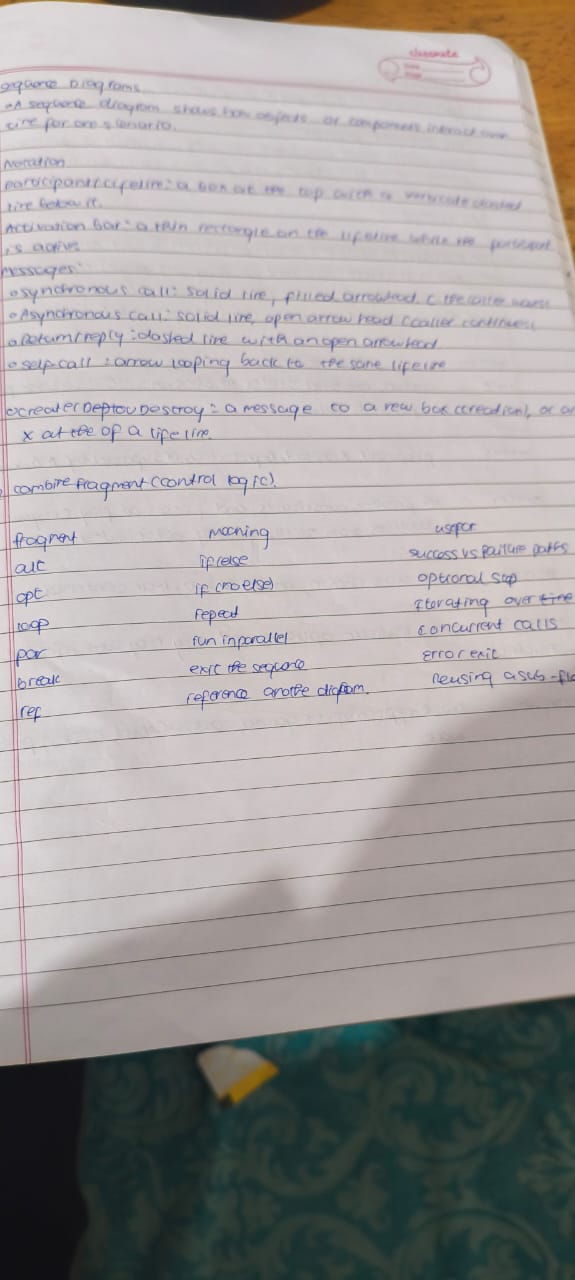 classmate
Sequence Diagrams.
A sequence diagram shows how objects or components interact over
time for one scenario.
Notation
participant/lifeline: a box at the top with a vertical dashed
line below it.
Activation bar: a thin rectangle on the lifeline while the participant
is active
Messages:
synchronous call: solid line, filled arrowhead (the caller waits
Asynchronous call: solid line, open arrow head (caller continues)
Return/reply: dashed line with an open arrowhead
self-call: arrow looping back to the same lifeline
create/ Destroy: a message to a new box (creation), or an
x at the of a lifeline.
combine fragment (control logic).
fragment meaning use for
alt if/else success vs failure paths
opt if (no else) optional step
loop repeat iterating over time
par run in parallel concurrent calls
break exit the sequence error exit
ref reference anothe diagram. Reusing a sub-